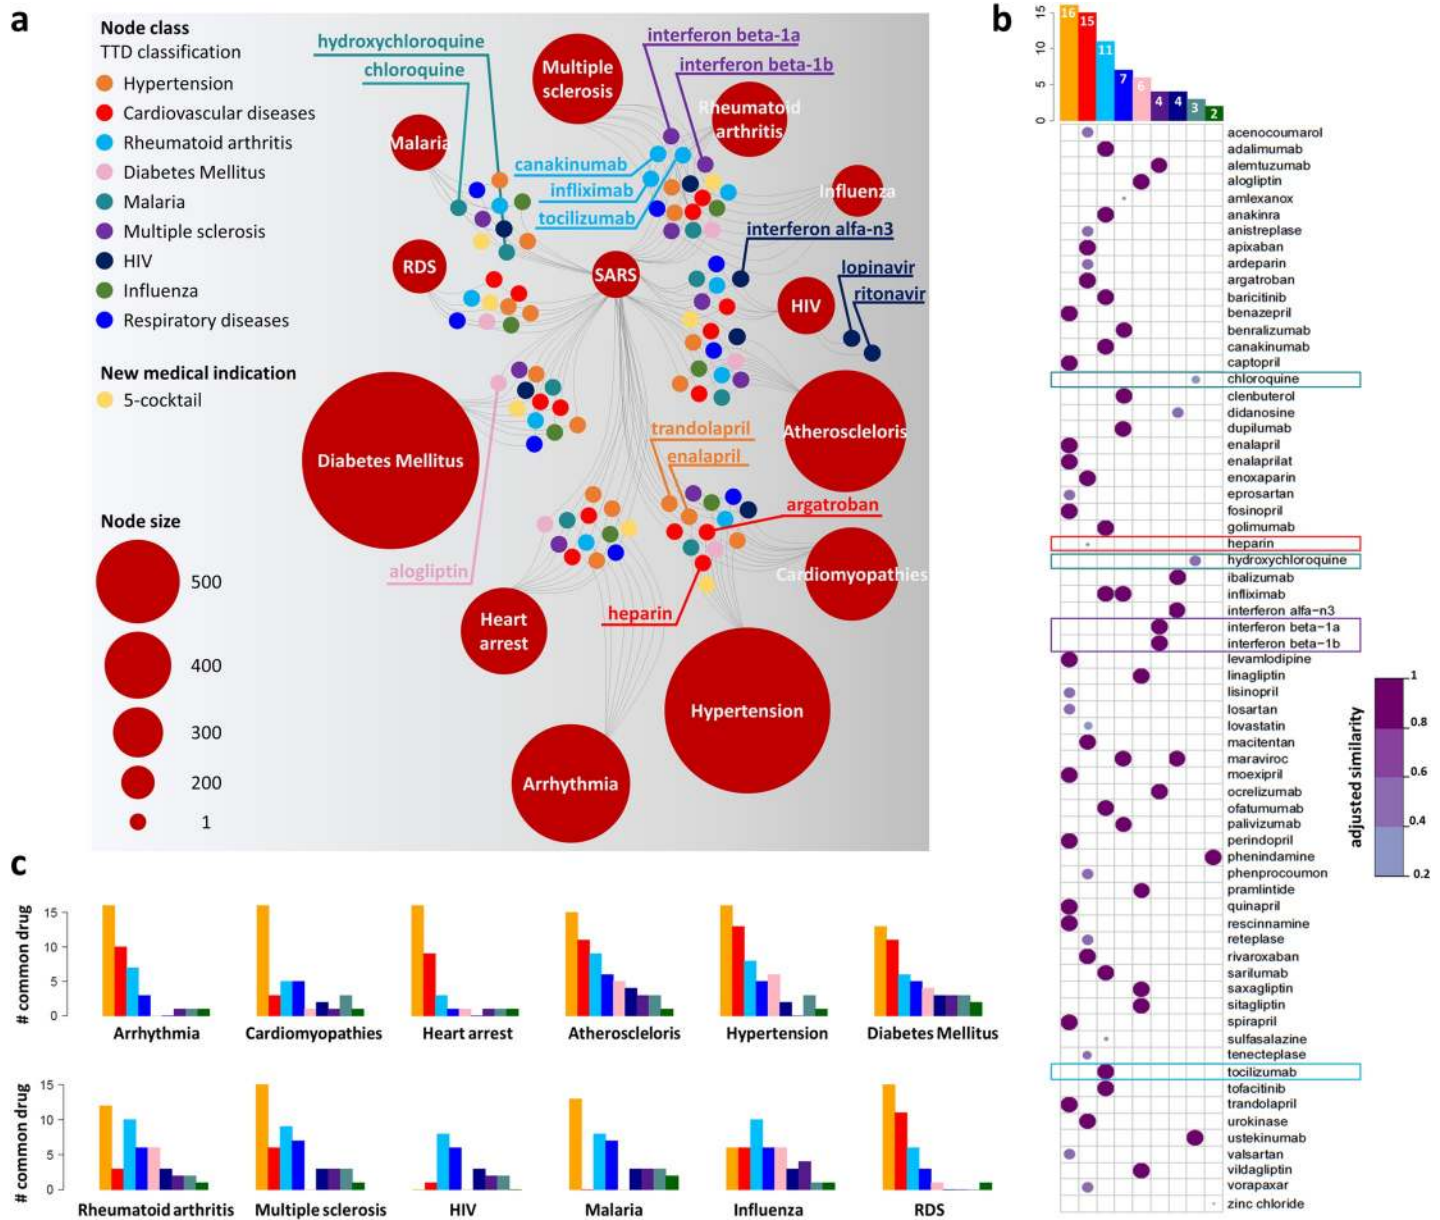 a
Node class
TTD classification
Hypertension
Cardiovascular diseases
Rheumatoid arthritis
Diabetes Mellitus
Malaria
Multiple sclerosis
HIV
Influenza
Respiratory diseases
New medical indication
5-cocktail
Node size
500
400
300
200
1
hydroxychloroquine
chloroquine
interferon beta-1a
interferon beta-1b
Multiple
sclerosis
Rheumatoid
arthritis
Malaria
canakinumab
infliximab
tocilizumab
Influenza
interferon alfa-n3
RDS
SARS
lopinavir
ritonavir
HIV
Diabetes Mellitus
trandolapril
enalapril
Atheroscleloris
argatroban
alogliptin
heparin
Cardiomyopathies
Heart
arrest
Hypertension
Arrhythmia
b
15
10
5
0
16
15
11
7
6
4
4
3
2
acenocoumarol
adalimumab
alemtuzumab
alogliptin
amlexanox
anakinra
anistreplase
apixaban
ardeparin
argatroban
baricitinib
benazepril
benralizumab
canakinumab
captopril
chloroquine
clenbuterol
didanosine
dupilumab
enalapril
enalaprilat
enoxaparin
eprosartan
fosinopril
golimumab
heparin
hydroxychloroquine
ibalizumab
infliximab
interferon alfa−n3
interferon beta−1a
interferon beta−1b
levamlodipine
linagliptin
lisinopril
losartan
lovastatin
macitentan
maraviroc
moexipril
ocrelizumab
ofatumumab
palivizumab
perindopril
phenindamine
phenprocoumon
pramlintide
quinapril
rescinnamine
reteplase
rivaroxaban
sarilumab
saxagliptin
sitagliptin
spirapril
sulfasalazine
tenecteplase
tocilizumab
tofacitinib
trandolapril
urokinase
ustekinumab
valsartan
vildagliptin
vorapaxar
zinc chloride
adjusted similarity
1
0.8
0.6
0.4
0.2
c
# common drug
15
10
5
0
Arrhythmia
Cardiomyopathies
Heart arrest
Atheroscleloris
Hypertension
Diabetes Mellitus
# common drug
15
10
5
0
Rheumatoid arthritis
Multiple sclerosis
HIV
Malaria
Influenza
RDS